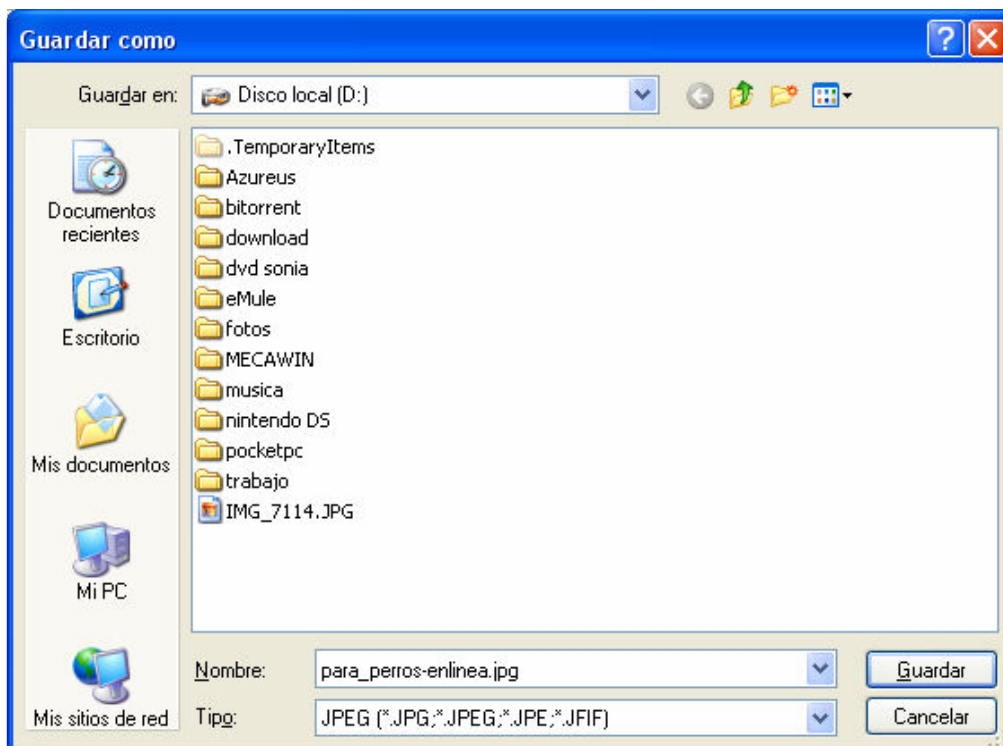 Guardar como
Guardar en:
Disco local (D:)
Documentos
recientes
Escritorio
Mis documentos
Mi PC
Mis sitios de red
.TemporaryItems
Azureus
bitorrent
download
dvd sonia
eMule
fotos
MECAWIN
musica
nintendo DS
pocketpc
trabajo
IMG_7114.JPG
Nombre:
para_perros-enlinea.jpg
Guardar
Tipo:
JPEG (*.JPG;*.JPEG;*.JPE;*.JFIF)
Cancelar